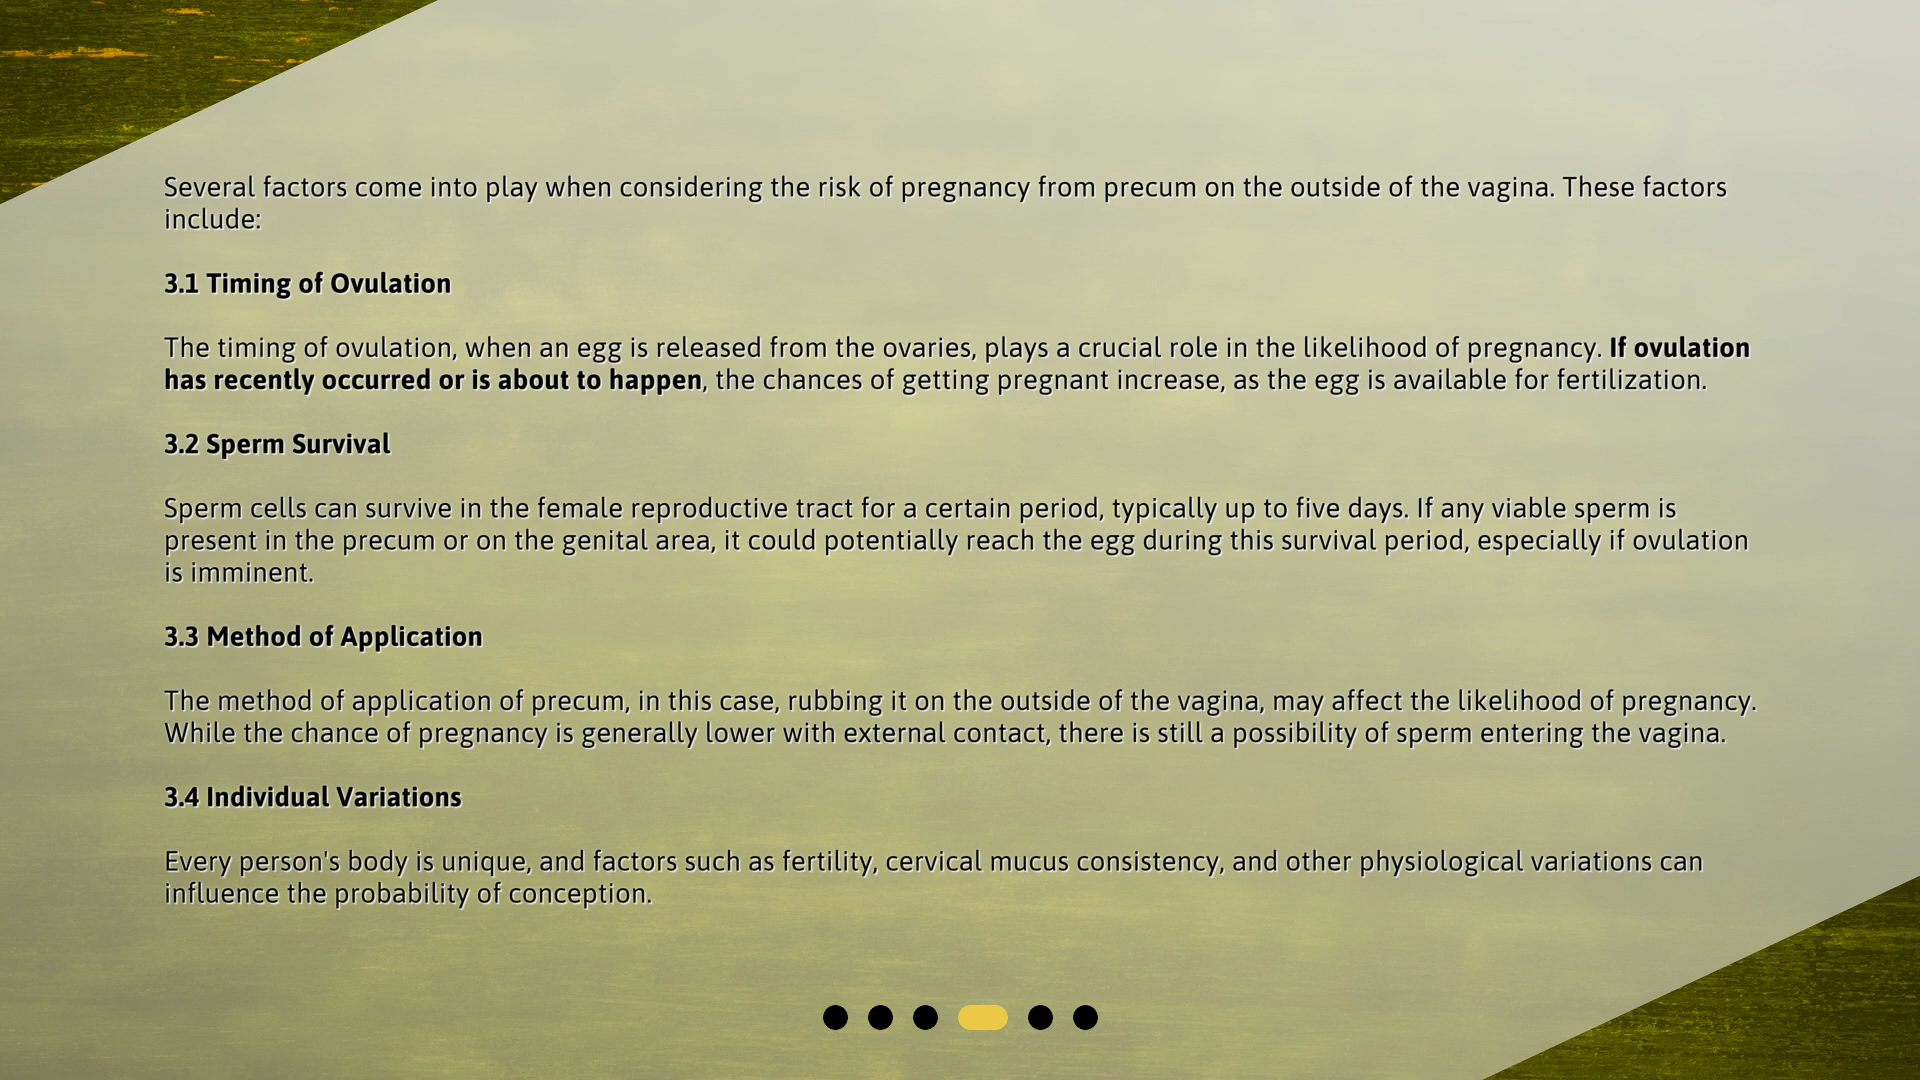 Several factors come into play when considering the risk of pregnancy from precum on the outside of the vagina. These factors
include:
3.1 Timing of Ovulation
The timing of ovulation, when an egg is released from the ovaries, plays a crucial role in the likelihood of pregnancy. If ovulation
has recently occurred or is about to happen, the chances of getting pregnant increase, as the egg is available for fertilization.
3.2 Sperm Survival
Sperm cells can survive in the female reproductive tract for a certain period, typically up to five days. If any viable sperm is
present in the precum or on the genital area, it could potentially reach the egg during this survival period, especially if ovulation
is imminent.
3.3 Method of Application
The method of application of precum, in this case, rubbing it on the outside of the vagina, may affect the likelihood of pregnancy.
While the chance of pregnancy is generally lower with external contact, there is still a possibility of sperm entering the vagina.
3.4 Individual Variations
Every person's body is unique, and factors such as fertility, cervical mucus consistency, and other physiological variations can
influence the probability of conception.